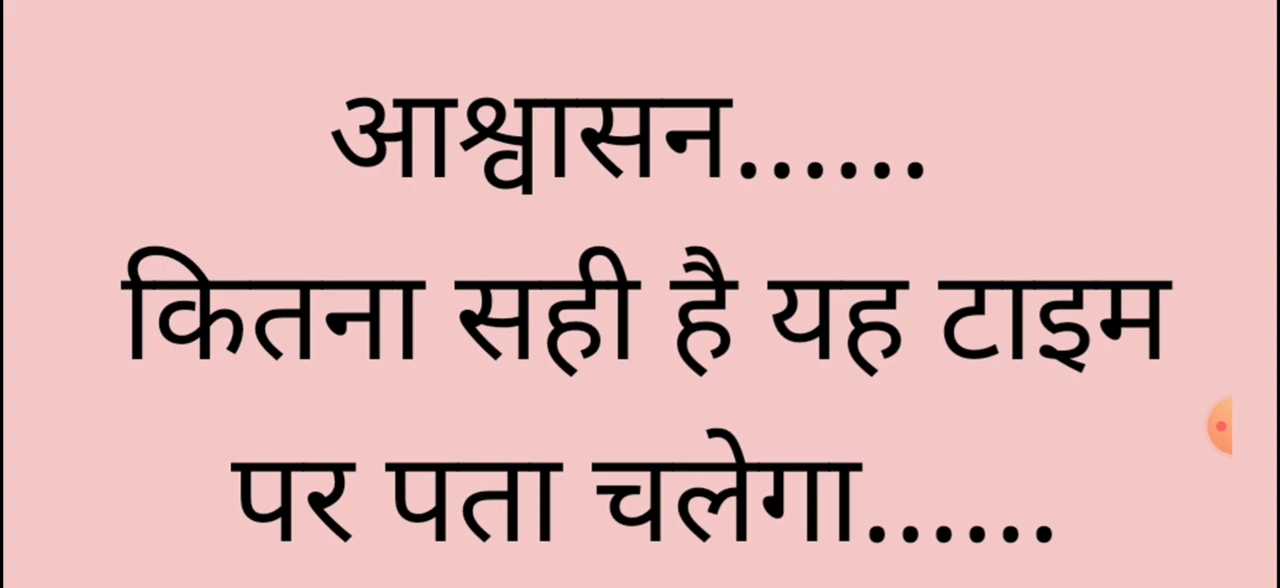 आश्वासन......
कितना सही है यह टाइम
पर पता चलेगा......